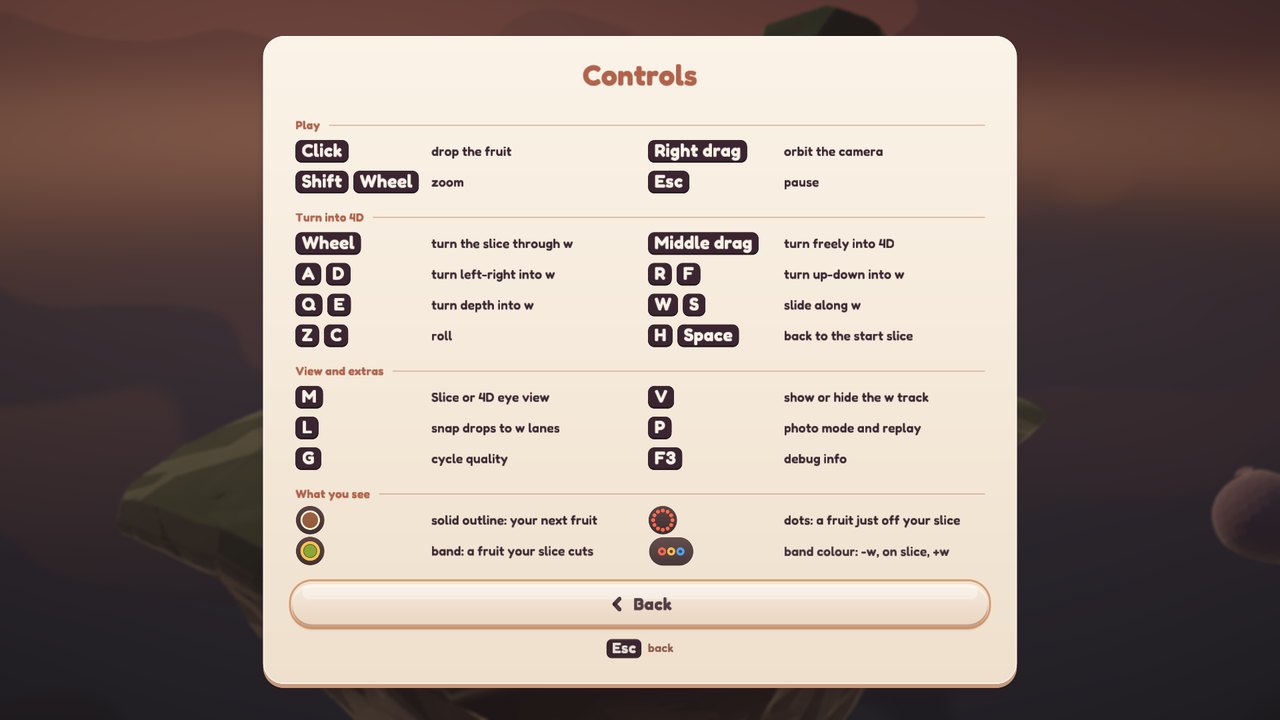 Controls
Play
Click drop the fruit Right drag orbit the camera
Shift Wheel zoom Esc pause
Turn into 4D
Wheel turn the slice through w Middle drag turn freely into 4D
A D turn left-right into w R F turn up-down into w
Q E turn depth into w W S slide along w
Z C roll H Space back to the start slice
View and extras
M Slice or 4D eye view V show or hide the w track
L snap drops to w lanes P photo mode and replay
G cycle quality F3 debug info
What you see
solid outline: your next fruit dots: a fruit just off your slice
band: a fruit your slice cuts band colour: -w, on slice, +w
Back
Esc back